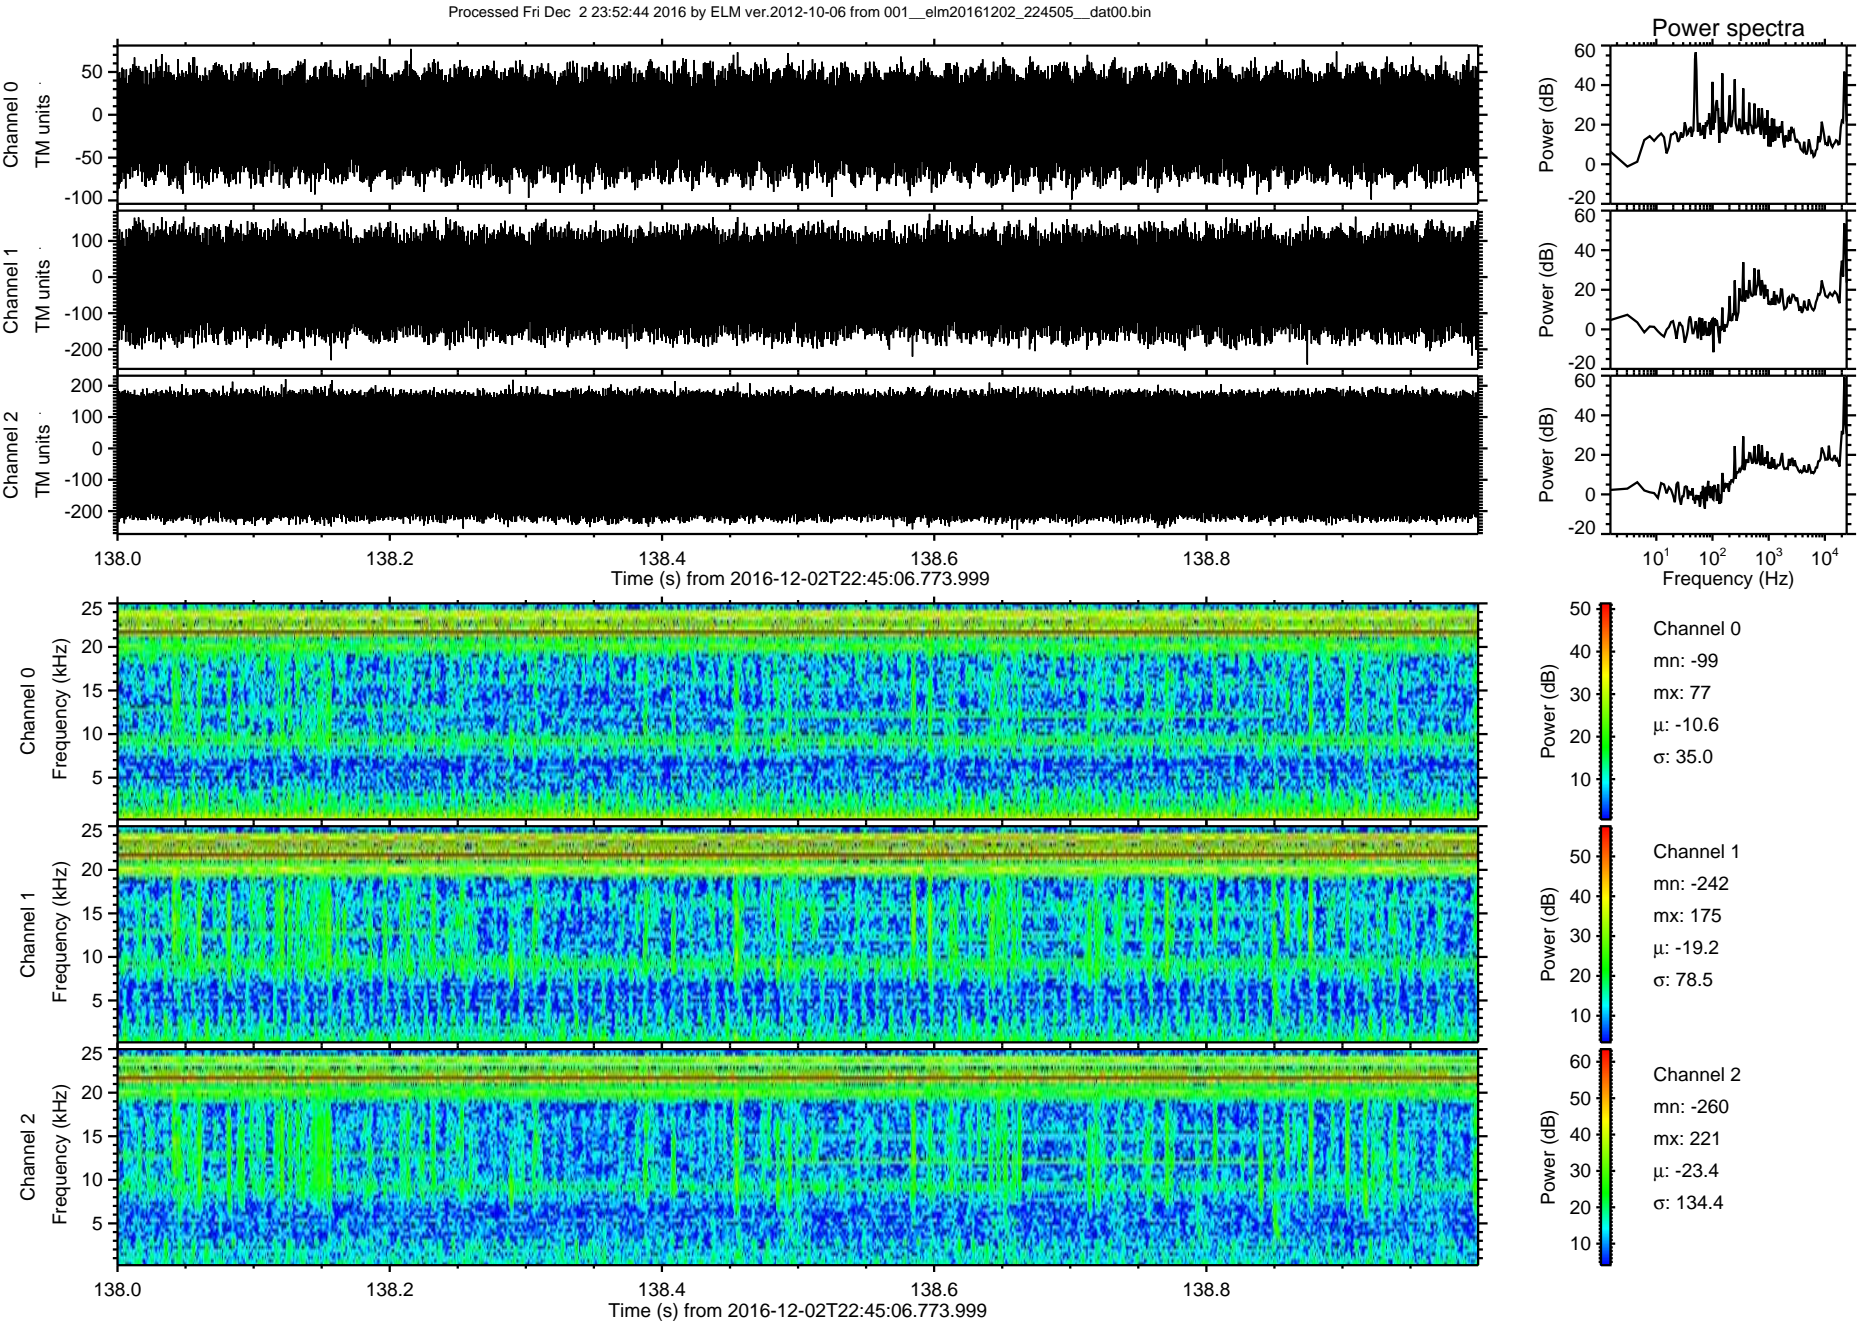 Processed Fri Dec  2 23:52:44 2016 by ELM ver.2012-10-06 from 001__elm20161202_224505__dat00.bin
Power spectra
Channel 0
TM units
50
0
-50
-100
Power (dB)
60
40
20
0
-20
Channel 1
TM units
100
0
-100
-200
Power (dB)
60
40
20
0
-20
Channel 2
TM units
200
100
0
-100
-200
Power (dB)
60
40
20
0
-20
138.0 138.2 138.4 138.6 138.8
Time (s) from 2016-12-02T22:45:06.773.999
10^1 10^2 10^3 10^4
Frequency (Hz)
Channel 0
Frequency (kHz)
25
20
15
10
5
Power (dB)
50
40
30
20
10
Channel 0
mn: -99
mx: 77
μ: -10.6
σ: 35.0
Channel 1
Frequency (kHz)
25
20
15
10
5
Power (dB)
50
40
30
20
10
Channel 1
mn: -242
mx: 175
μ: -19.2
σ: 78.5
Channel 2
Frequency (kHz)
25
20
15
10
5
Power (dB)
60
50
40
30
20
10
Channel 2
mn: -260
mx: 221
μ: -23.4
σ: 134.4
138.0 138.2 138.4 138.6 138.8
Time (s) from 2016-12-02T22:45:06.773.999